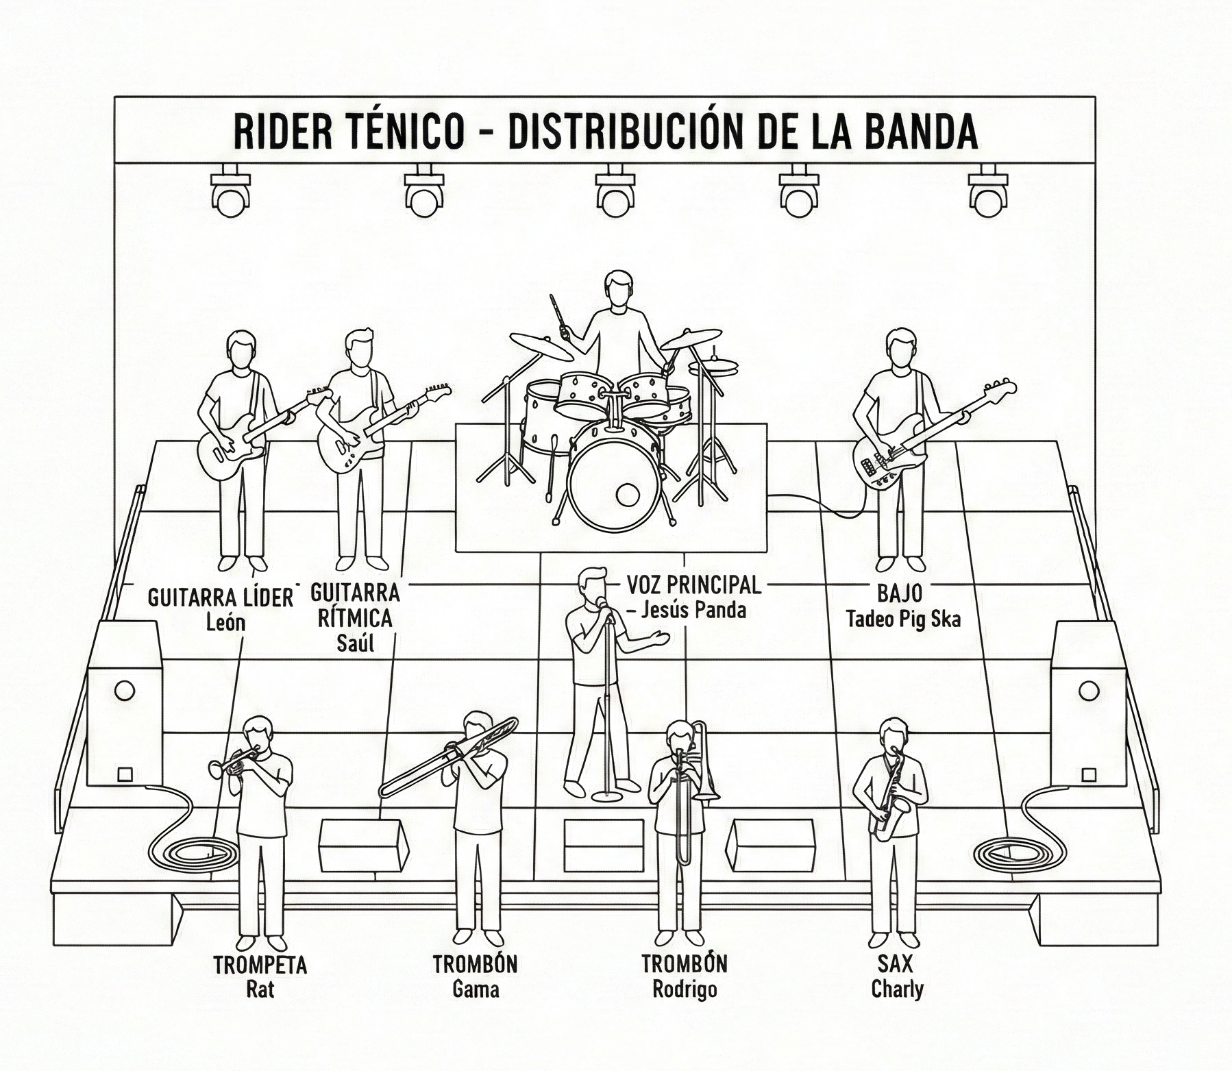 RIDER TÉNICO - DISTRIBUCIÓN DE LA BANDA
GUITARRA LÍDER
León
GUITARRA
RÍTMICA
Saúl
VOZ PRINCIPAL
– Jesús Panda
BAJO
Tadeo Pig Ska
TROMPETA
Rat
TROMBÓN
Gama
TROMBÓN
Rodrigo
SAX
Charly